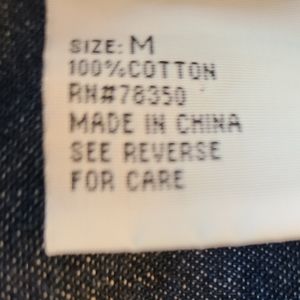 SIZE: M
100%COTTON
RN#78350
MADE IN CHINA
SEE REVERSE
FOR CARE